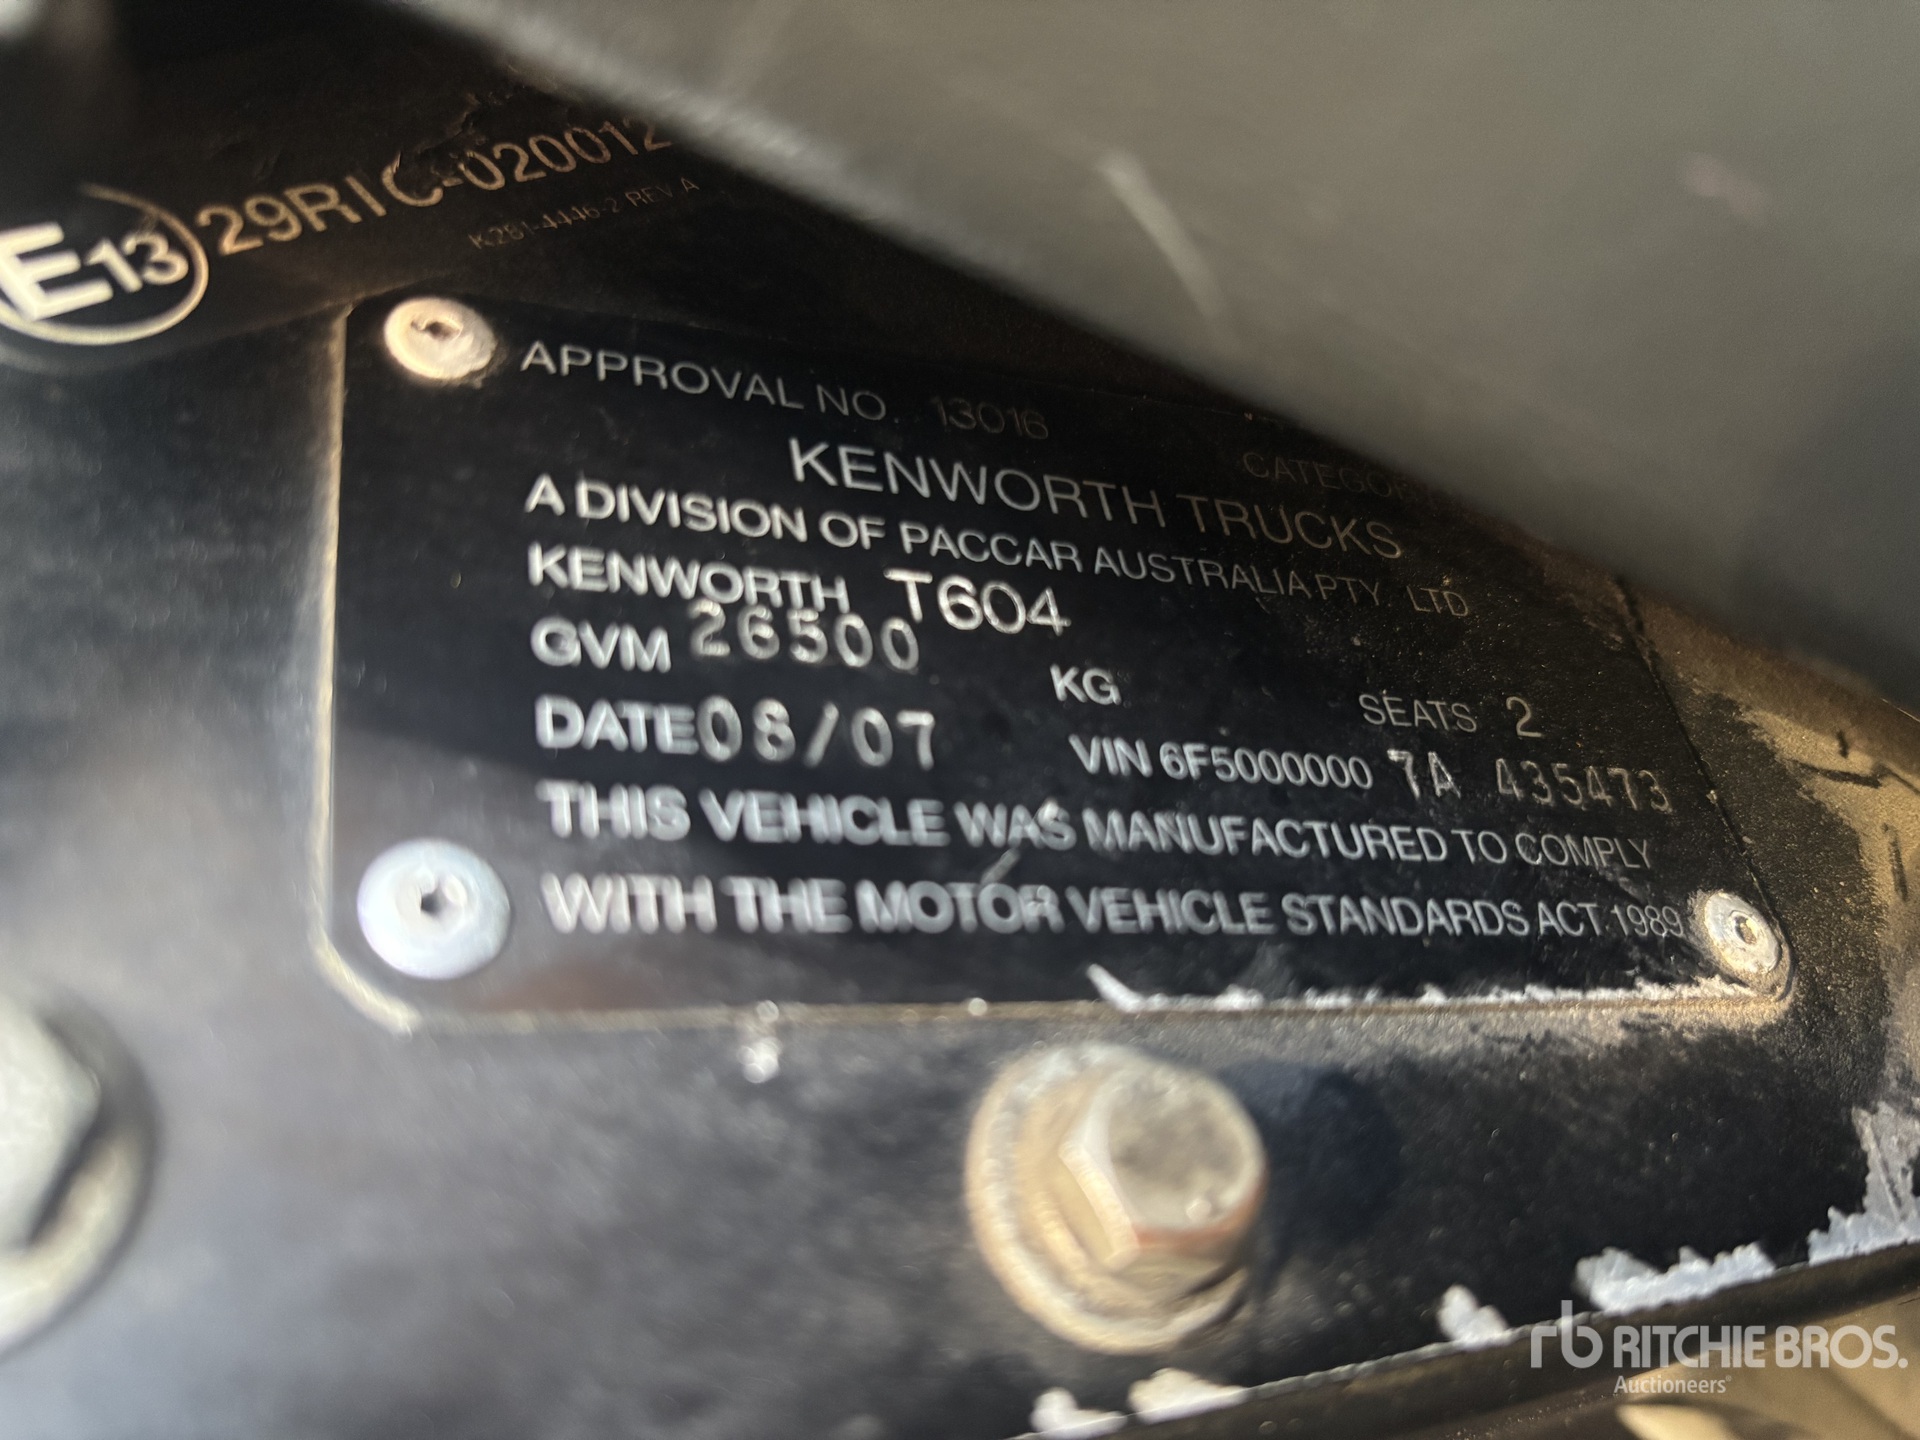 E13 29RIC-020012
K281-4446-2 REV A
APPROVAL NO. 13016
CATEGORY
KENWORTH TRUCKS
A DIVISION OF PACCAR AUSTRALIA PTY LTD
KENWORTH T604
GVM 26500 KG SEATS 2
DATE 08/07 VIN 6F5000000 7A 435473
THIS VEHICLE WAS MANUFACTURED TO COMPLY
WITH THE MOTOR VEHICLE STANDARDS ACT 1989
rb RITCHIE BROS.
Auctioneers